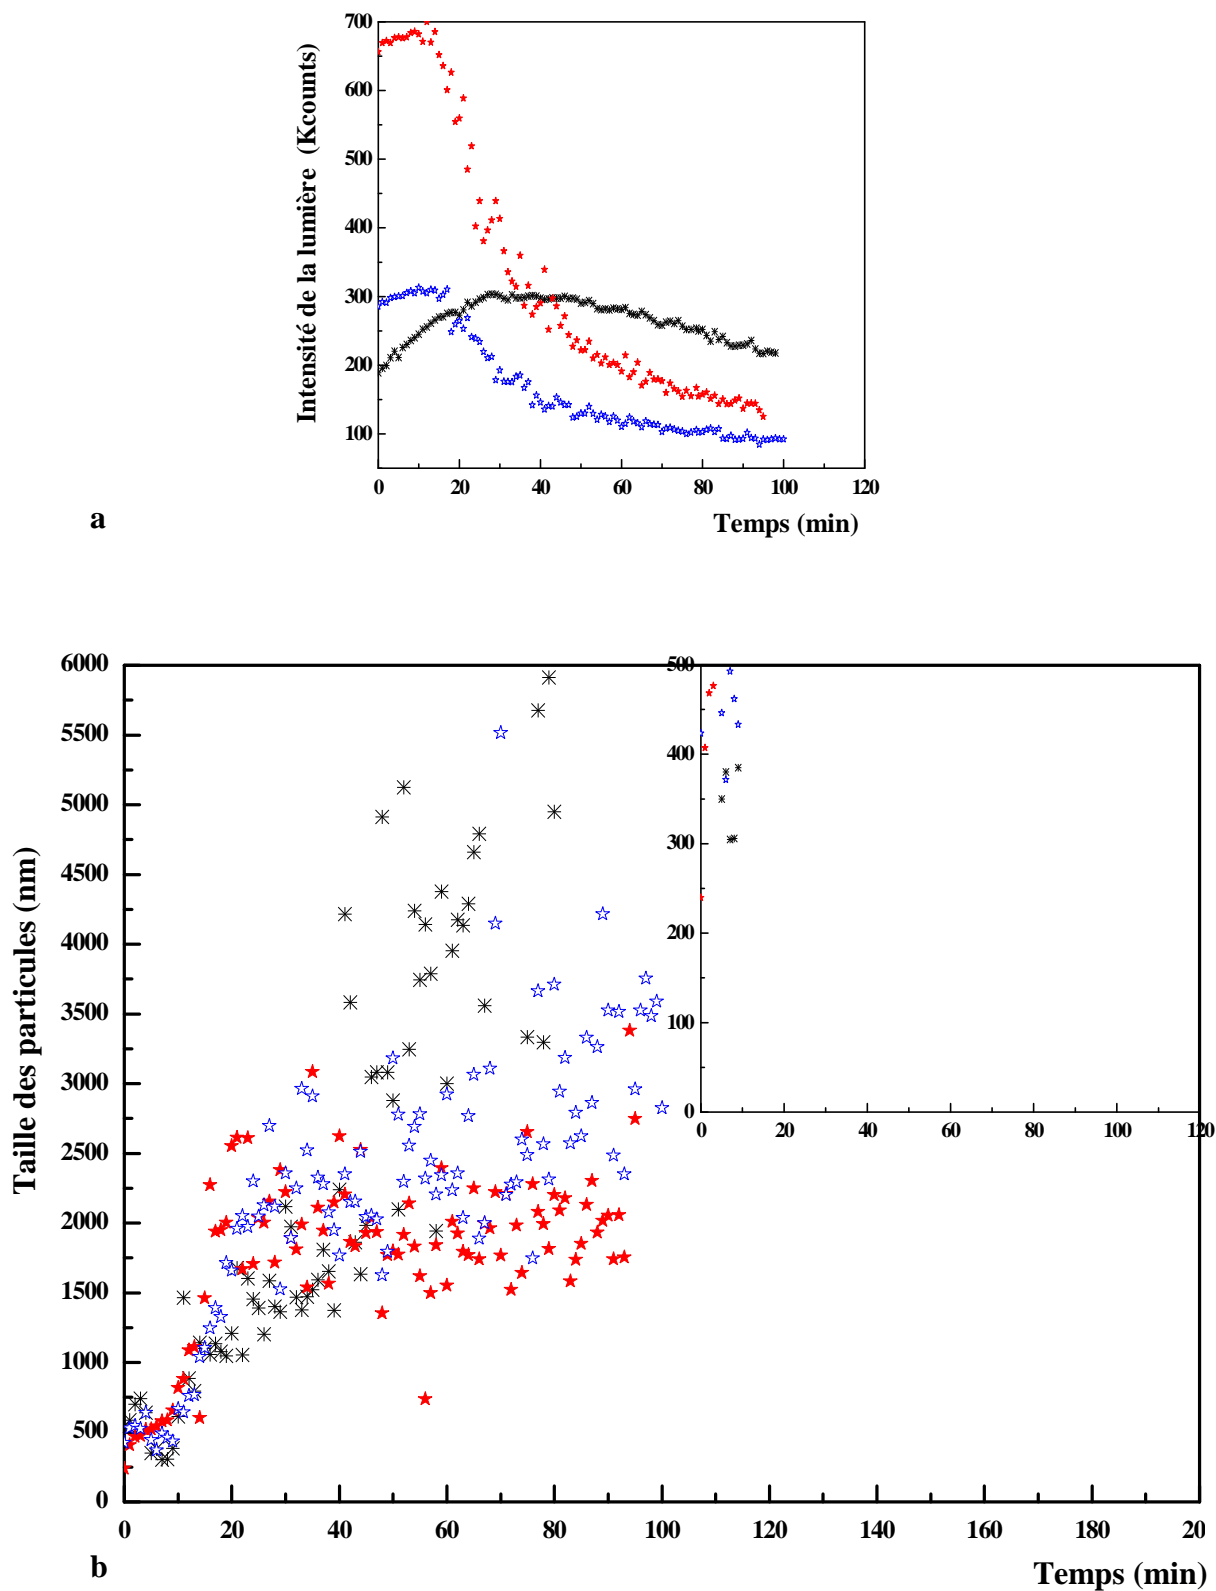 Intensité de la lumière (Kcounts)
700
600
500
400
300
200
100
0 20 40 60 80 100 120
Temps (min)
a
Taille des particules (nm)
6000
5500
5000
4500
4000
3500
3000
2500
2000
1500
1000
500
0
0 20 40 60 80 100 120 140 160 180 20
500
400
300
200
100
0
0 20 40 60 80 100 120
b
Temps (min)